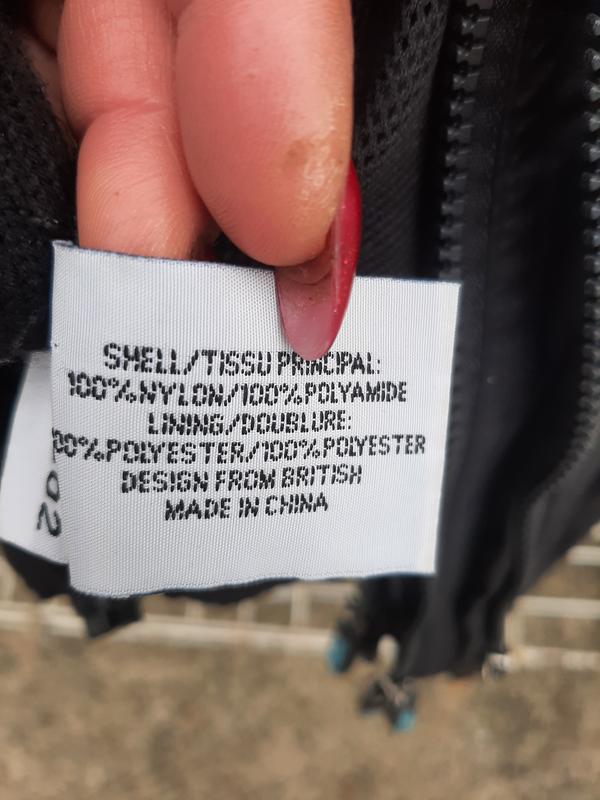 SHELL/TISSU PRINCIPAL:
100%NYLON/100%POLYAMIDE
LINING/DOUBLURE:
00%POLYESTER/100%POLYESTER
DESIGN FROM BRITISH
MADE IN CHINA
02